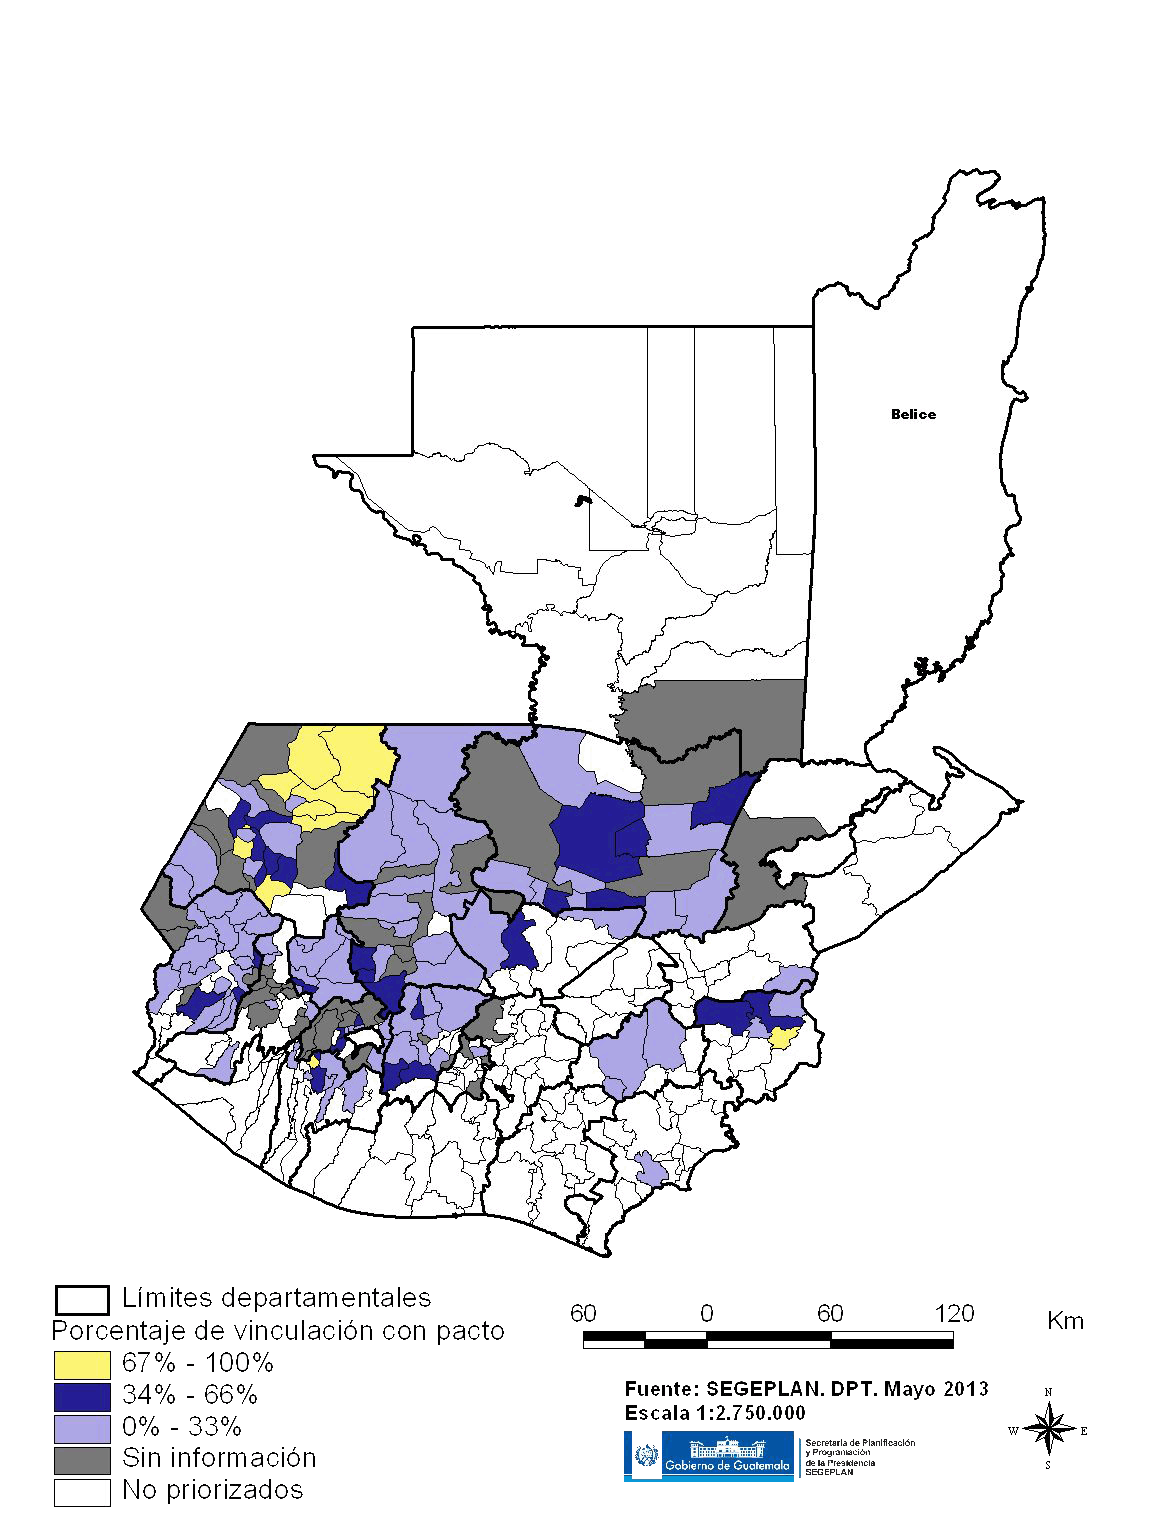 Belice
Límites departamentales
Porcentaje de vinculación con pacto
67% - 100%
34% - 66%
0% - 33%
Sin información
No priorizados
60 0 60 120
Km
Fuente: SEGEPLAN. DPT. Mayo 2013
Escala 1:2.750.000
Gobierno de Guatemala
Secretaría de Planificación
y Programación
de la Presidencia
SEGEPLAN
N
W E
S